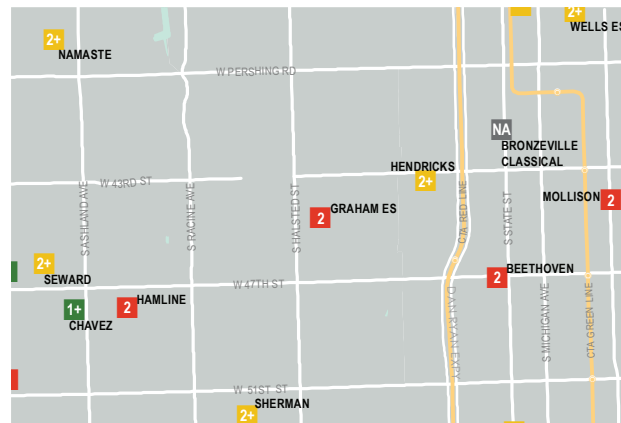 2+
NAMASTE
2+
WELLS ES
W PERSHING RD
NA
BRONZEVILLE
CLASSICAL
HENDRICKS
2+
W 43RD ST
S ASHLAND AVE
S RACINE AVE
S HALSTED ST
2
GRAHAM ES
CTA RED LINE
S STATE ST
MOLLISON
2
2+
SEWARD
2
BEETHOVEN
W 47TH ST
1+
CHAVEZ
2
HAMLINE
DAN RYAN EXPY
S MICHIGAN AVE
CTA GREEN LINE
W 51ST ST
2+
SHERMAN